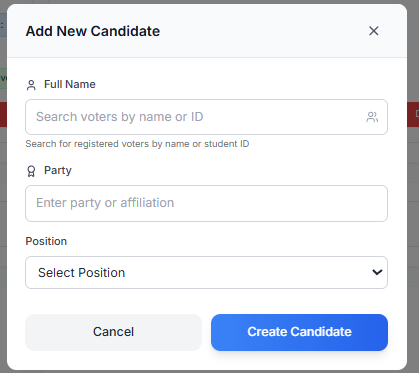 Add New Candidate
Full Name
Search voters by name or ID
Search for registered voters by name or student ID
Party
Enter party or affiliation
Position
Select Position
Cancel
Create Candidate